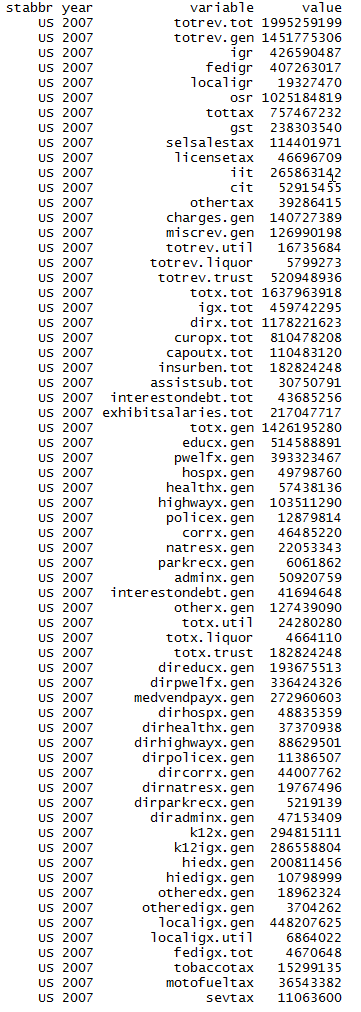 stabbr year variable value
US 2007 totrev.tot 1995259199
US 2007 totrev.gen 1451775306
US 2007 igr 426590487
US 2007 fedigr 407263017
US 2007 localigr 19327470
US 2007 osr 1025184819
US 2007 tottax 757467232
US 2007 gst 238303540
US 2007 selsalestax 114401971
US 2007 licensetax 46696709
US 2007 iit 265863142
US 2007 cit 52915455
US 2007 othertax 39286415
US 2007 charges.gen 140727389
US 2007 miscrev.gen 126990198
US 2007 totrev.util 16735684
US 2007 totrev.liquor 5799273
US 2007 totrev.trust 520948936
US 2007 totx.tot 1637963918
US 2007 igx.tot 459742295
US 2007 dirx.tot 1178221623
US 2007 curopx.tot 810478208
US 2007 capoutx.tot 110483120
US 2007 insurben.tot 182824248
US 2007 assistsub.tot 30750791
US 2007 interestondebt.tot 43685256
US 2007 exhibitsalaries.tot 217047717
US 2007 totx.gen 1426195280
US 2007 educx.gen 514588891
US 2007 pwelfx.gen 393323467
US 2007 hospx.gen 49798760
US 2007 healthx.gen 57438136
US 2007 highwayx.gen 103511290
US 2007 policex.gen 12879814
US 2007 corrx.gen 46485220
US 2007 natresx.gen 22053343
US 2007 parkrecx.gen 6061862
US 2007 adminx.gen 50920759
US 2007 interestondebt.gen 41694648
US 2007 otherx.gen 127439090
US 2007 totx.util 24280280
US 2007 totx.liquor 4664110
US 2007 totx.trust 182824248
US 2007 direducx.gen 193675513
US 2007 dirpwelfx.gen 336424326
US 2007 medvendpayx.gen 272960603
US 2007 dirhospx.gen 48835359
US 2007 dirhealthx.gen 37370938
US 2007 dirhighwayx.gen 88629501
US 2007 dirpolicex.gen 11386507
US 2007 dircorrx.gen 44007762
US 2007 dirnatresx.gen 19767496
US 2007 dirparkrecx.gen 5219139
US 2007 diradminx.gen 47153409
US 2007 k12x.gen 294815111
US 2007 k12igx.gen 286558804
US 2007 hiedx.gen 200811456
US 2007 hiedigx.gen 10798999
US 2007 otheredx.gen 18962324
US 2007 otheredigx.gen 3704262
US 2007 localigx.gen 448207625
US 2007 localigx.util 6864022
US 2007 fedigx.tot 4670648
US 2007 tobaccotax 15299135
US 2007 motofueltax 36543382
US 2007 sevtax 11063600